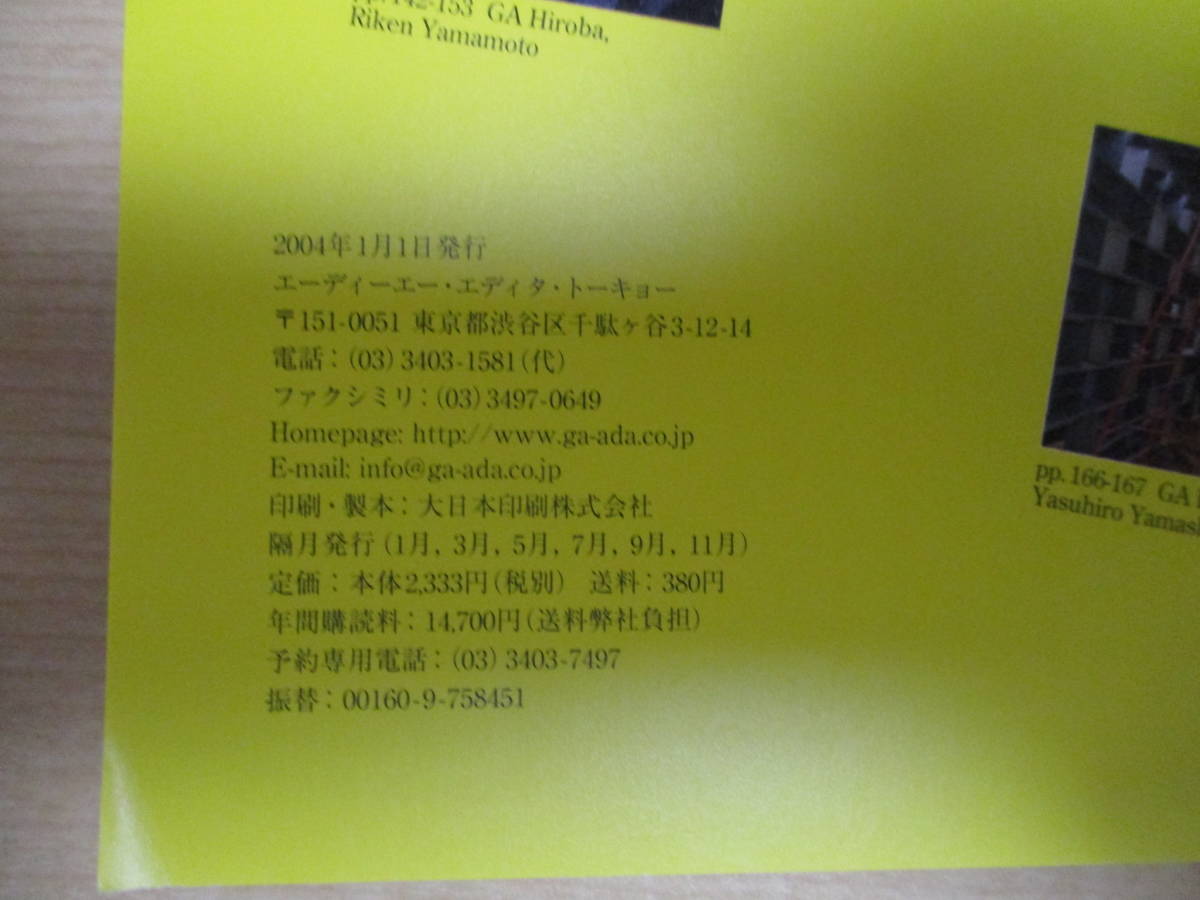 142-153 GA Hiroba,
Riken Yamamoto
2004年1月1日発行
エーディーエー・エディタ・トーキョー
〒151-0051 東京都渋谷区千駄ヶ谷3-12-14
電話：(03) 3403-1581(代)
ファクシミリ：(03) 3497-0649
Homepage: http://www.ga-ada.co.jp
E-mail: info@ga-ada.co.jp
印刷・製本：大日本印刷株式会社
隔月発行 (1月, 3月, 5月, 7月, 9月, 11月)
定価：本体2,333円(税別) 送料：380円
年間購読料：14,700円(送料弊社負担)
予約専用電話：(03) 3403-7497
振替：00160-9-758451
pp. 166-167 GA
Yasuhiro